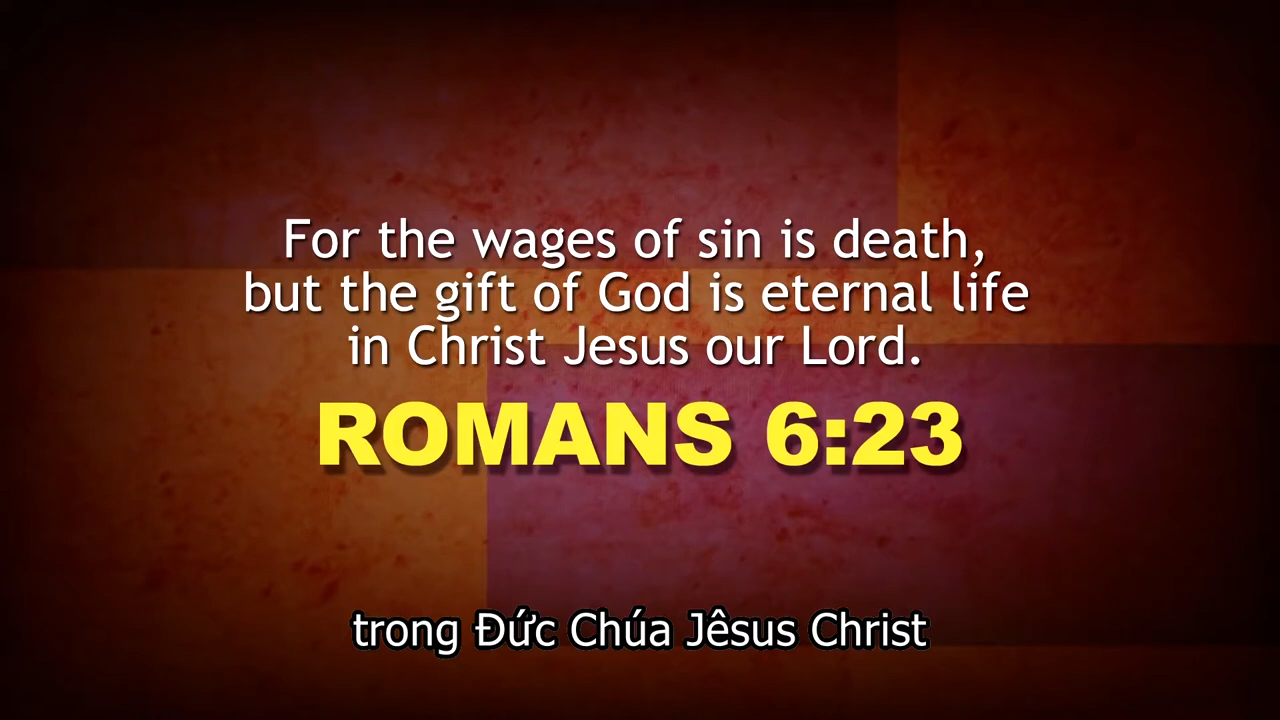 For the wages of sin is death,
but the gift of God is eternal life
in Christ Jesus our Lord.
ROMANS 6:23
trong Đức Chúa Jêsus Christ